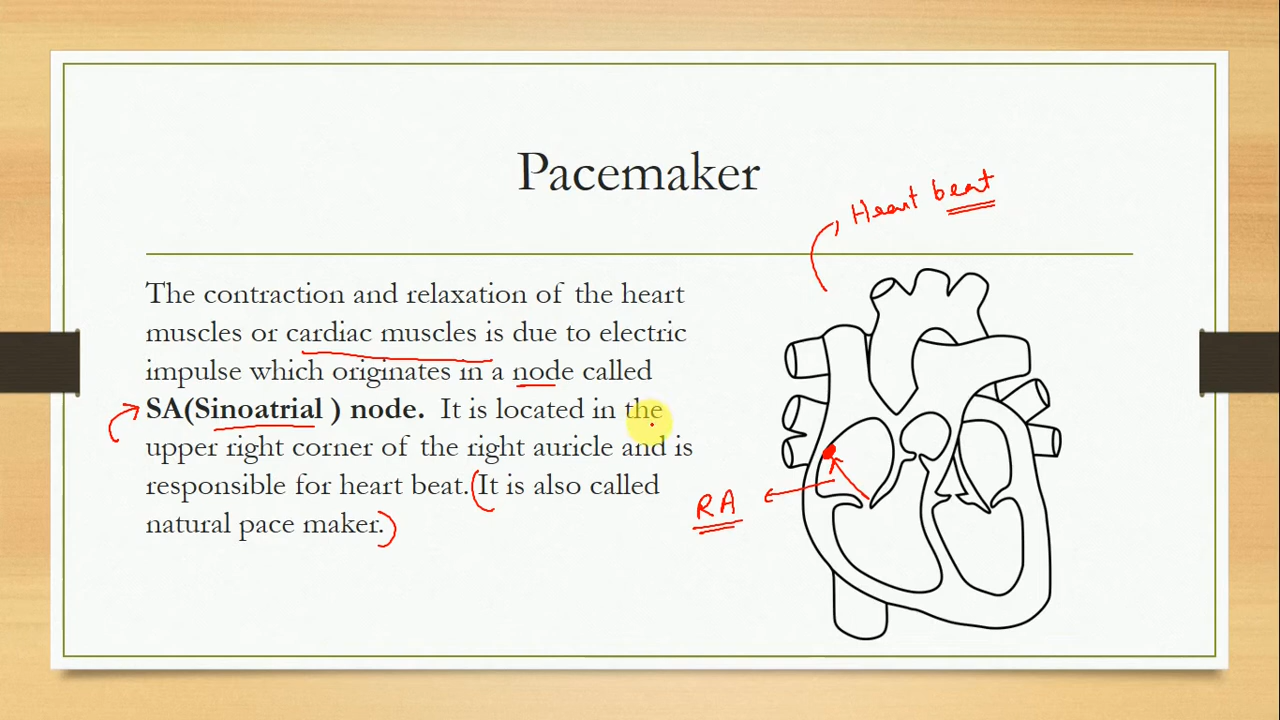 Pacemaker
Heart beat
The contraction and relaxation of the heart
muscles or cardiac muscles is due to electric
impulse which originates in a node called
SA(Sinoatrial ) node. It is located in the
upper right corner of the right auricle and is
responsible for heart beat. (It is also called
natural pace maker.)
RA